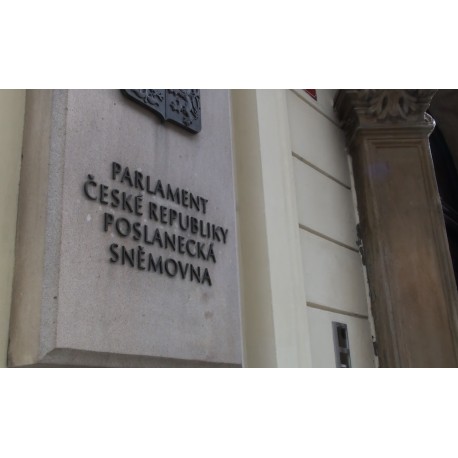 PARLAMENT
ČESKÉ REPUBLIKY
POSLANECKÁ
SNĚMOVNA